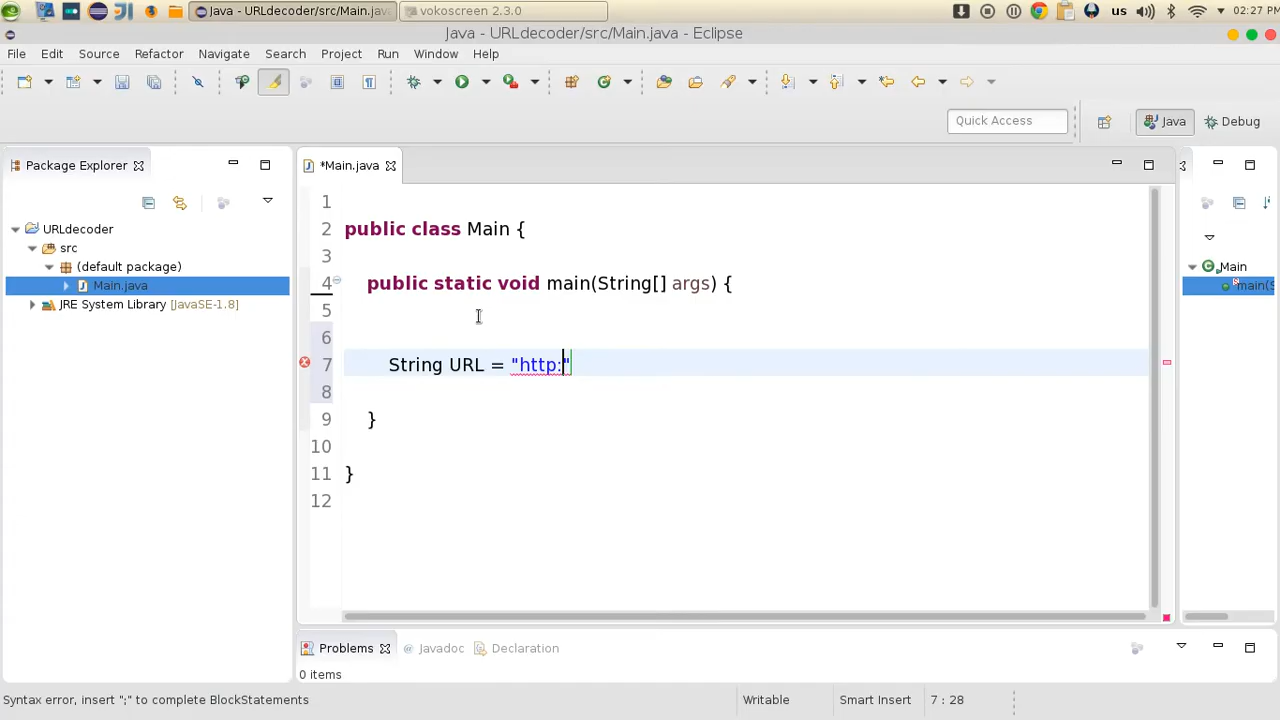 Java - URLdecoder/src/Main.java
vokoscreen 2.3.0
us
02:27 PM
Java - URLdecoder/src/Main.java - Eclipse
File Edit Source Refactor Navigate Search Project Run Window Help
Quick Access
Java
Debug
Package Explorer
*Main.java
URLdecoder
src
(default package)
Main.java
JRE System Library [JavaSE-1.8]
1
2 public class Main {
3
4 public static void main(String[] args) {
5
6
7 String URL = "http:"
8
9 }
10
11 }
12
Main
main(S
Problems
@ Javadoc
Declaration
0 items
Syntax error, insert ";" to complete BlockStatements
Writable
Smart Insert
7 : 28